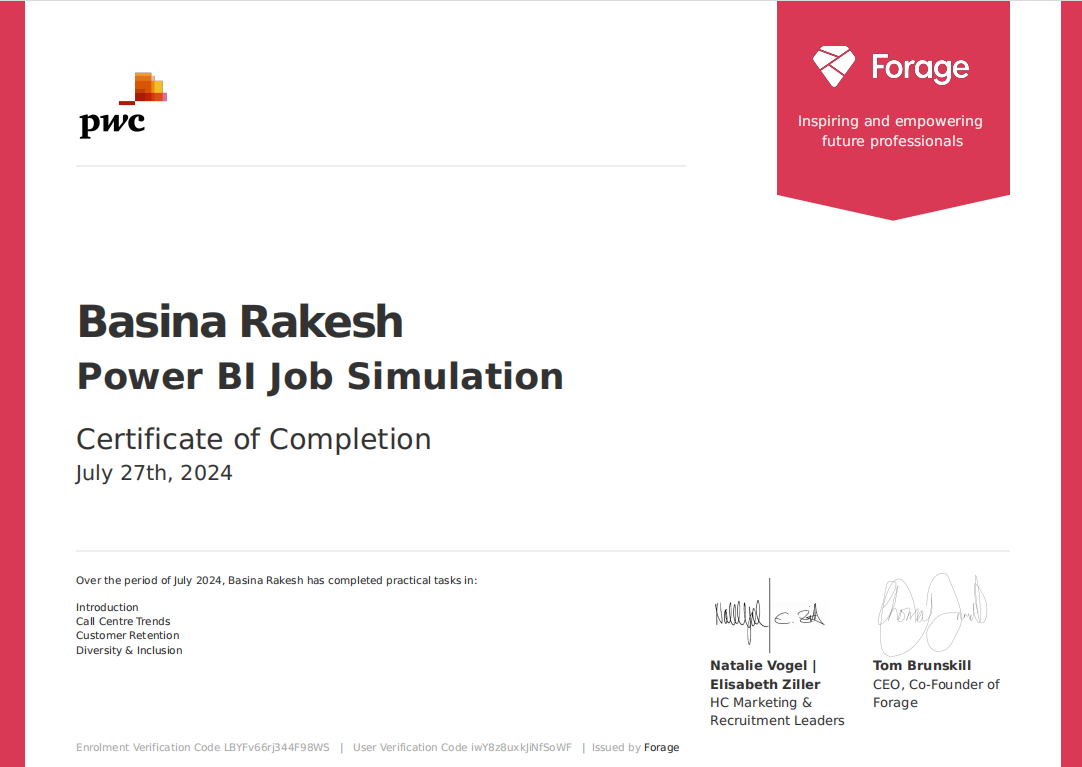 pwc
Forage
Inspiring and empowering
future professionals
Basina Rakesh
Power BI Job Simulation
Certificate of Completion
July 27th, 2024
Over the period of July 2024, Basina Rakesh has completed practical tasks in:
Introduction
Call Centre Trends
Customer Retention
Diversity & Inclusion
Natalie Vogel |
Elisabeth Ziller
HC Marketing &
Recruitment Leaders
Tom Brunskill
CEO, Co-Founder of
Forage
Enrolment Verification Code LBYFv66rj344F98WS | User Verification Code iwY8z8uxkJiNfSoWF | Issued by Forage